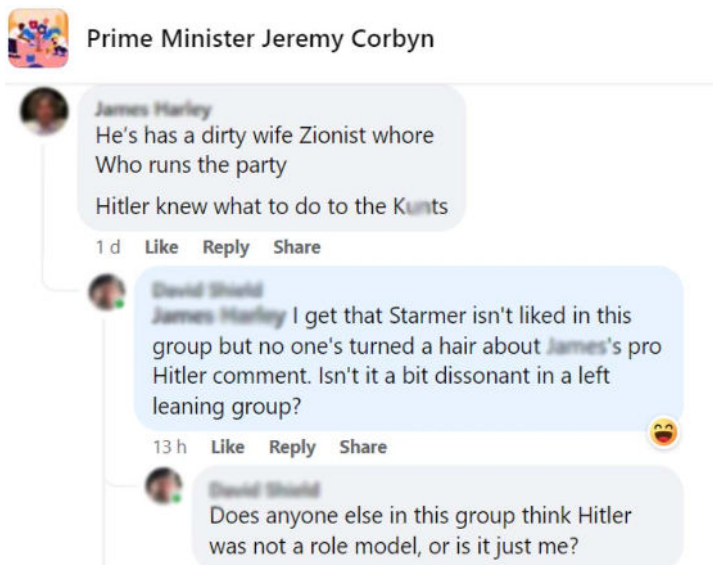 Prime Minister Jeremy Corbyn
He's has a dirty wife Zionist whore
Who runs the party
Hitler knew what to do to the Kunts
1 d Like Reply Share
I get that Starmer isn't liked in this
group but no one's turned a hair about James's pro
Hitler comment. Isn't it a bit dissonant in a left
leaning group?
13 h Like Reply Share
Does anyone else in this group think Hitler
was not a role model, or is it just me?